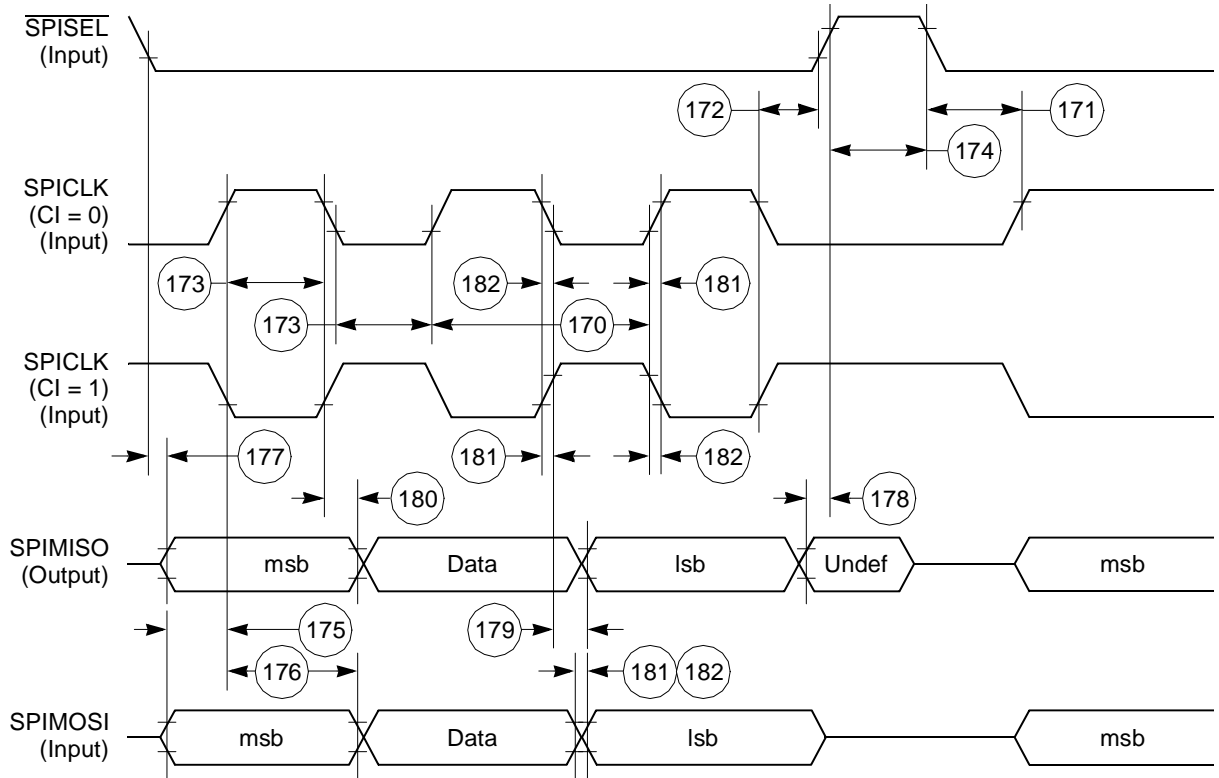 SPISEL
(Input)
172
171
174
SPICLK
(CI = 0)
(Input)
173
182
181
173
170
SPICLK
(CI = 1)
(Input)
177
181
182
180
178
SPIMISO
(Output)
msb
Data
lsb
Undef
msb
175
179
176
181
182
SPIMOSI
(Input)
msb
Data
lsb
msb